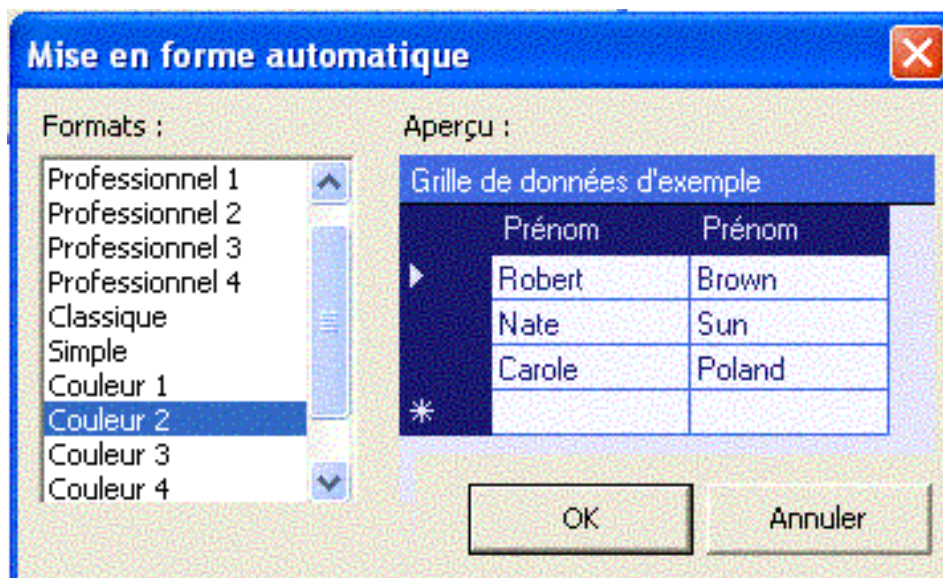 Mise en forme automatique
Formats :
Professionnel 1
Professionnel 2
Professionnel 3
Professionnel 4
Classique
Simple
Couleur 1
Couleur 2
Couleur 3
Couleur 4
Aperçu :
Grille de données d'exemple
Prénom Prénom
Robert Brown
Nate Sun
Carole Poland
OK Annuler